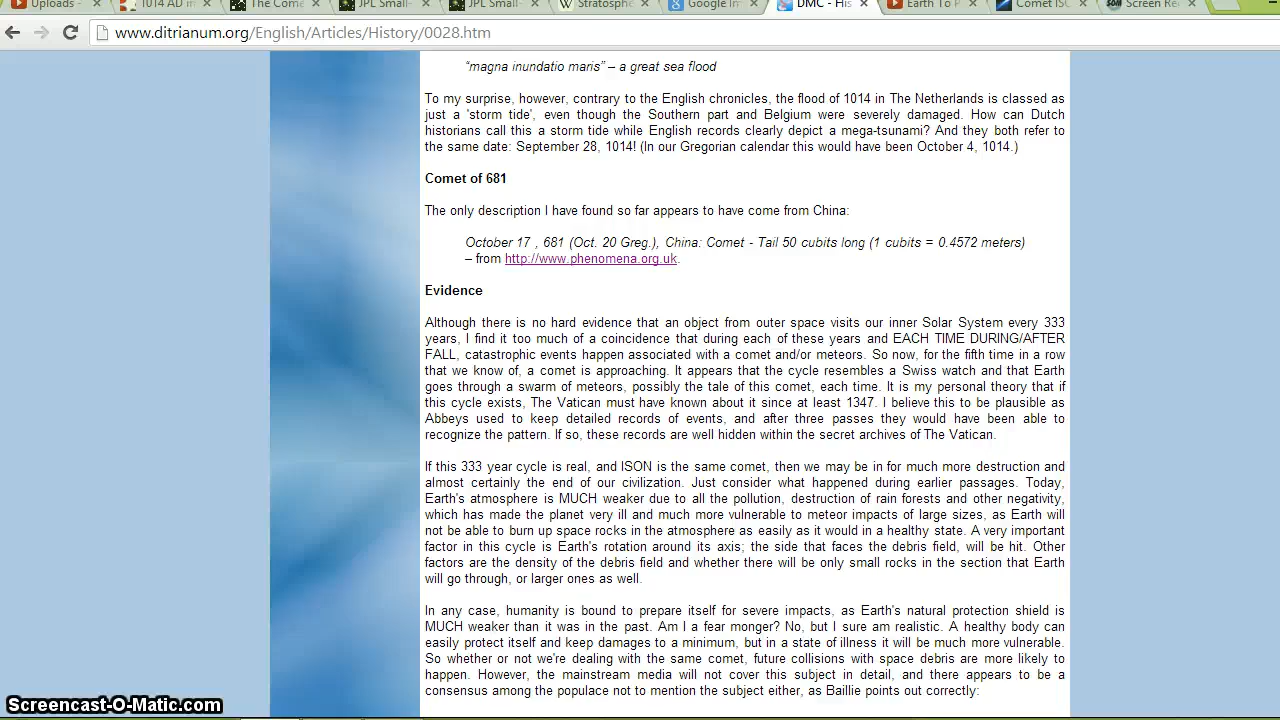 Uploads -
1014 AD i
The Come
JPL Small-
JPL Small-
Stratosphe
Google In
DMC - His
Earth To P
Comet ISO
Screen Re
www.ditrianum.org/English/Articles/History/0028.htm
“magna inundatio maris” – a great sea flood
To my surprise, however, contrary to the English chronicles, the flood of 1014 in The Netherlands is classed as
just a 'storm tide', even though the Southern part and Belgium were severely damaged. How can Dutch
historians call this a storm tide while English records clearly depict a mega-tsunami? And they both refer to
the same date: September 28, 1014! (In our Gregorian calendar this would have been October 4, 1014.)
Comet of 681
The only description I have found so far appears to have come from China:
October 17 , 681 (Oct. 20 Greg.), China: Comet - Tail 50 cubits long (1 cubits = 0.4572 meters)
– from http://www.phenomena.org.uk.
Evidence
Although there is no hard evidence that an object from outer space visits our inner Solar System every 333
years, I find it too much of a coincidence that during each of these years and EACH TIME DURING/AFTER
FALL, catastrophic events happen associated with a comet and/or meteors. So now, for the fifth time in a row
that we know of, a comet is approaching. It appears that the cycle resembles a Swiss watch and that Earth
goes through a swarm of meteors, possibly the tale of this comet, each time. It is my personal theory that if
this cycle exists, The Vatican must have known about it since at least 1347. I believe this to be plausible as
Abbeys used to keep detailed records of events, and after three passes they would have been able to
recognize the pattern. If so, these records are well hidden within the secret archives of The Vatican.
If this 333 year cycle is real, and ISON is the same comet, then we may be in for much more destruction and
almost certainly the end of our civilization. Just consider what happened during earlier passages. Today,
Earth's atmosphere is MUCH weaker due to all the pollution, destruction of rain forests and other negativity,
which has made the planet very ill and much more vulnerable to meteor impacts of large sizes, as Earth will
not be able to burn up space rocks in the atmosphere as easily as it would in a healthy state. A very important
factor in this cycle is Earth's rotation around its axis; the side that faces the debris field, will be hit. Other
factors are the density of the debris field and whether there will be only small rocks in the section that Earth
will go through, or larger ones as well.
In any case, humanity is bound to prepare itself for severe impacts, as Earth's natural protection shield is
MUCH weaker than it was in the past. Am I a fear monger? No, but I sure am realistic. A healthy body can
easily protect itself and keep damages to a minimum, but in a state of illness it will be much more vulnerable.
So whether or not we're dealing with the same comet, future collisions with space debris are more likely to
happen. However, the mainstream media will not cover this subject in detail, and there appears to be a
consensus among the populace not to mention the subject either, as Baillie points out correctly:
Screencast-O-Matic.com